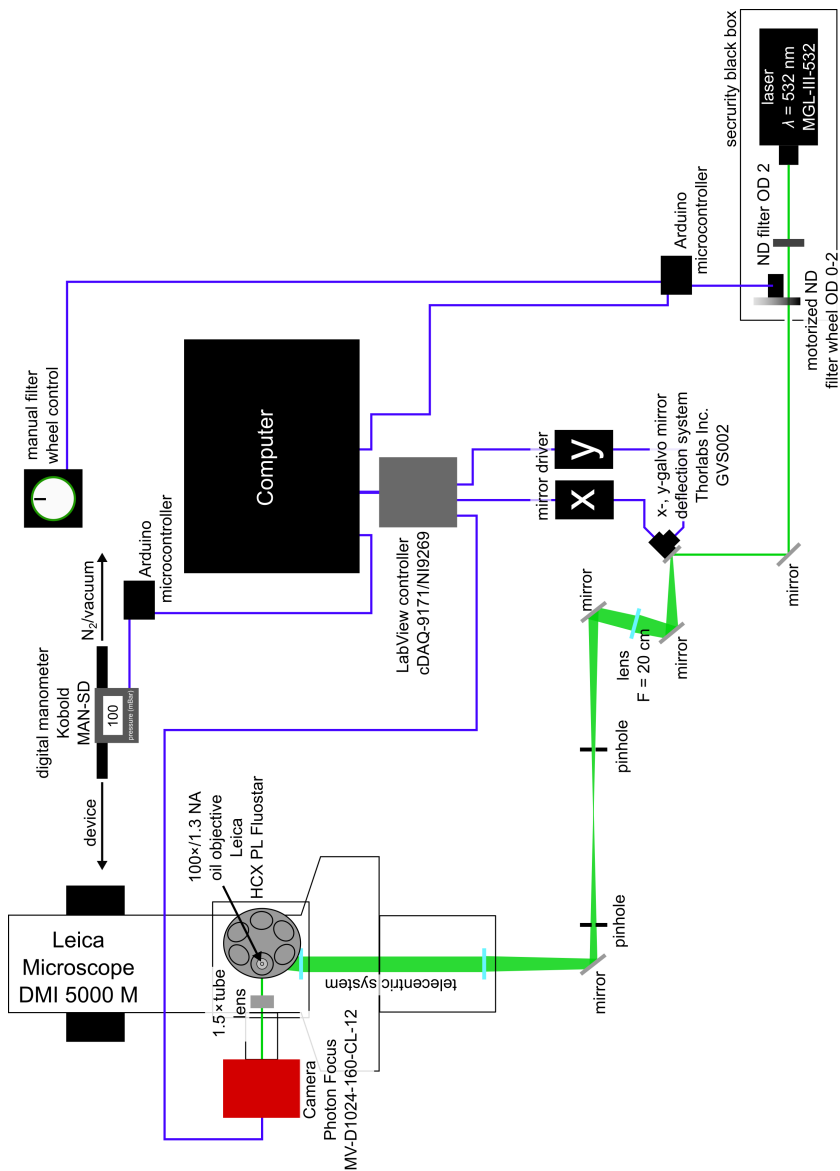 manual filter
wheel control
N₂/vacuum
digital manometer
Kobold
MAN-SD
100
pressure (mBar)
device
Arduino
microcontroller
Computer
LabView controller
cDAQ-9171/NI9269
mirror driver
x
y
x-, y-galvo mirror
deflection system
Thorlabs Inc.
GVS002
Arduino
microcontroller
secrurity black box
laser
λ = 532 nm
MGL-III-532
ND filter OD 2
motorized ND
filter wheel OD 0-2
mirror
mirror
lens
F = 20 cm
mirror
pinhole
pinhole
mirror
telecentric system
100×/1.3 NA
oil objective
Leica
HCX PL Fluostar
Leica
Microscope
DMI 5000 M
1.5×tube
lens
Camera
Photon Focus
MV-D1024-160-CL-12